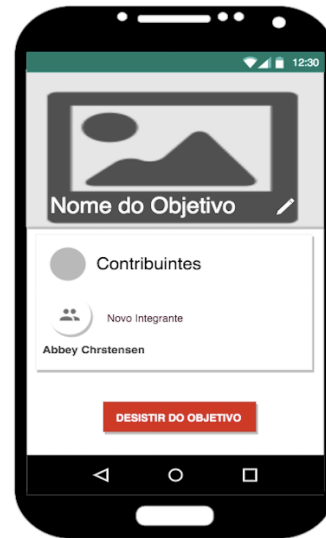 12:30
Nome do Objetivo
Contribuintes
Novo Integrante
Abbey Chrstensen
DESISTIR DO OBJETIVO